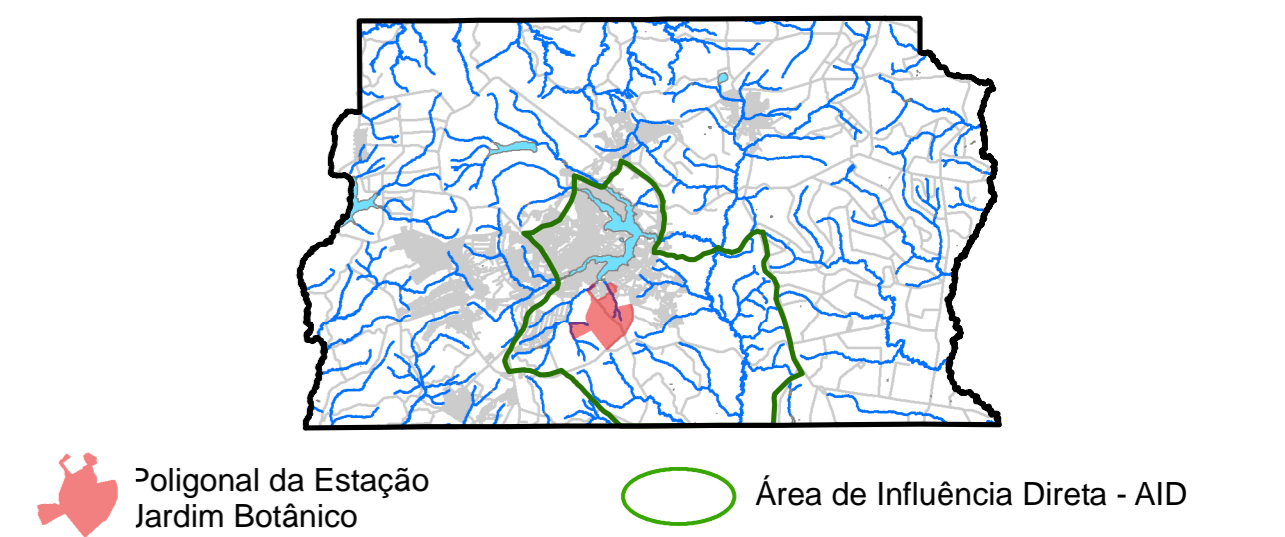 Poligonal da Estação
Jardim Botânico
Área de Influência Direta - AID